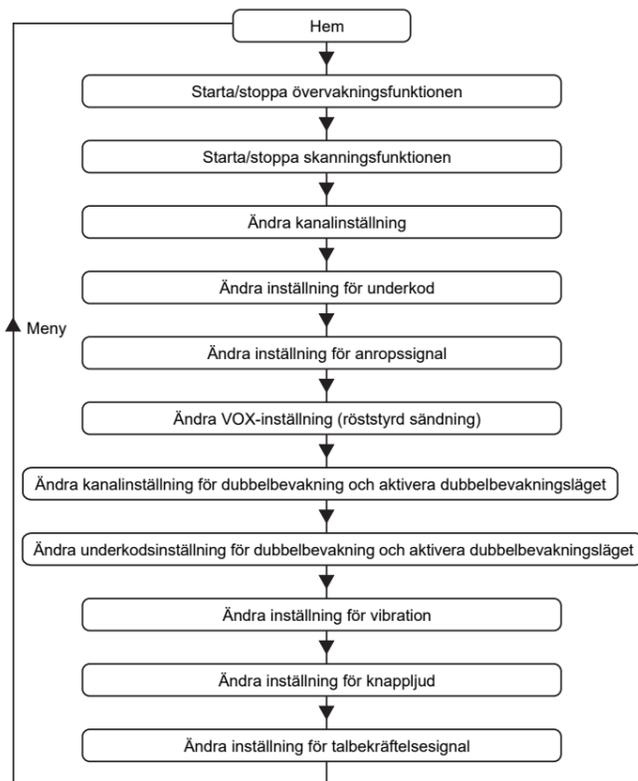 Hem
Starta/stoppa övervakningsfunktionen
Starta/stoppa skanningsfunktionen
Ändra kanalinställning
Ändra inställning för underkod
Meny
Ändra inställning för anropssignal
Ändra VOX-inställning (röststyrd sändning)
Ändra kanalinställning för dubbelbevakning och aktivera dubbelbevakningsläget
Ändra underkodsinställning för dubbelbevakning och aktivera dubbelbevakningsläget
Ändra inställning för vibration
Ändra inställning för knappljud
Ändra inställning för talbekräftelsesignal